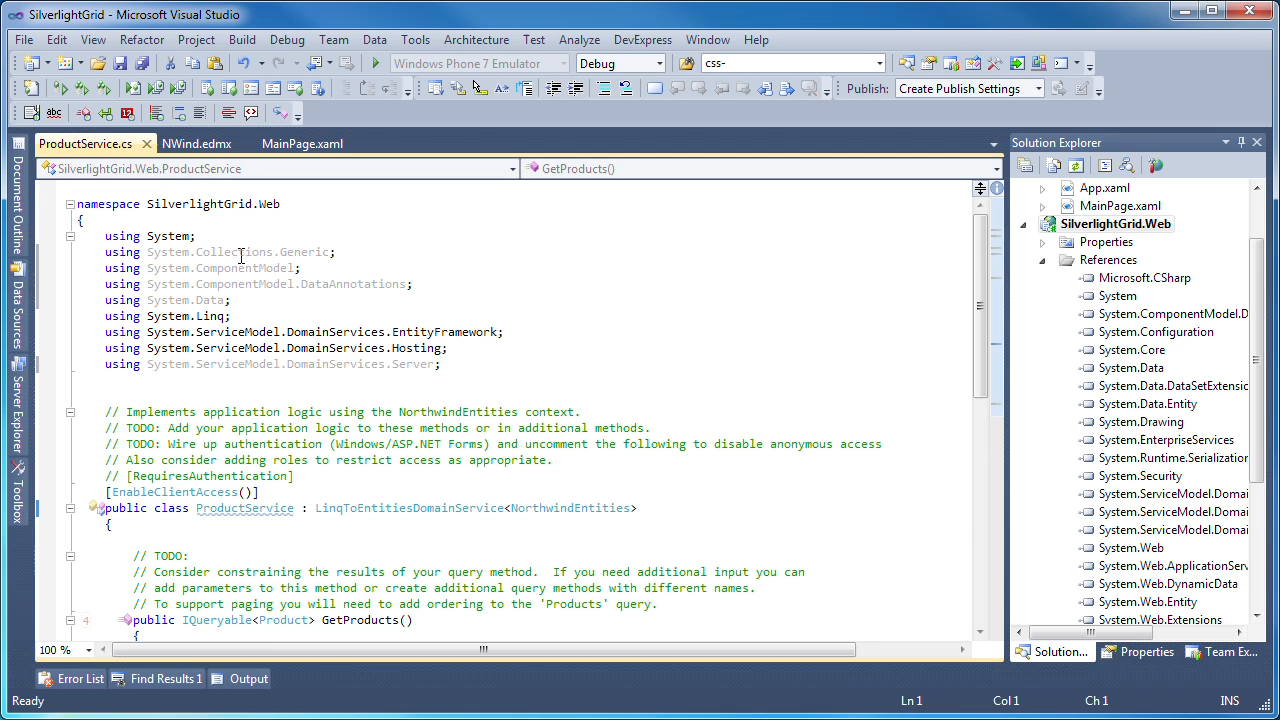 SilverlightGrid - Microsoft Visual Studio
File Edit View Refactor Project Build Debug Team Data Tools Architecture Test Analyze DevExpress Window Help
Windows Phone 7 Emulator Debug css-
Publish: Create Publish Settings
ProductService.cs NWind.edmx MainPage.xaml
SilverlightGrid.Web.ProductService GetProducts()
namespace SilverlightGrid.Web
{
using System;
using System.Collections.Generic;
using System.ComponentModel;
using System.ComponentModel.DataAnnotations;
using System.Data;
using System.Linq;
using System.ServiceModel.DomainServices.EntityFramework;
using System.ServiceModel.DomainServices.Hosting;
using System.ServiceModel.DomainServices.Server;
// Implements application logic using the NorthwindEntities context.
// TODO: Add your application logic to these methods or in additional methods.
// TODO: Wire up authentication (Windows/ASP.NET Forms) and uncomment the following to disable anonymous access
// Also consider adding roles to restrict access as appropriate.
// [RequiresAuthentication]
[EnableClientAccess()]
public class ProductService : LinqToEntitiesDomainService<NorthwindEntities>
{
// TODO:
// Consider constraining the results of your query method.  If you need additional input you can
// add parameters to this method or create additional query methods with different names.
// To support paging you will need to add ordering to the 'Products' query.
4 public IQueryable<Product> GetProducts()
{
100 %
Document Outline
Data Sources
Server Explorer
Toolbox
Solution Explorer
App.xaml
MainPage.xaml
SilverlightGrid.Web
Properties
References
Microsoft.CSharp
System
System.ComponentModel.D
System.Configuration
System.Core
System.Data
System.Data.DataSetExtensic
System.Data.Entity
System.Drawing
System.EnterpriseServices
System.Runtime.Serialization
System.Security
System.ServiceModel.Domai
System.ServiceModel.Domai
System.ServiceModel.Domai
System.Web
System.Web.ApplicationServ
System.Web.DynamicData
System.Web.Entity
System.Web.Extensions
Solution... Properties Team Ex...
Error List Find Results 1 Output
Ready Ln 1 Col 1 Ch 1 INS